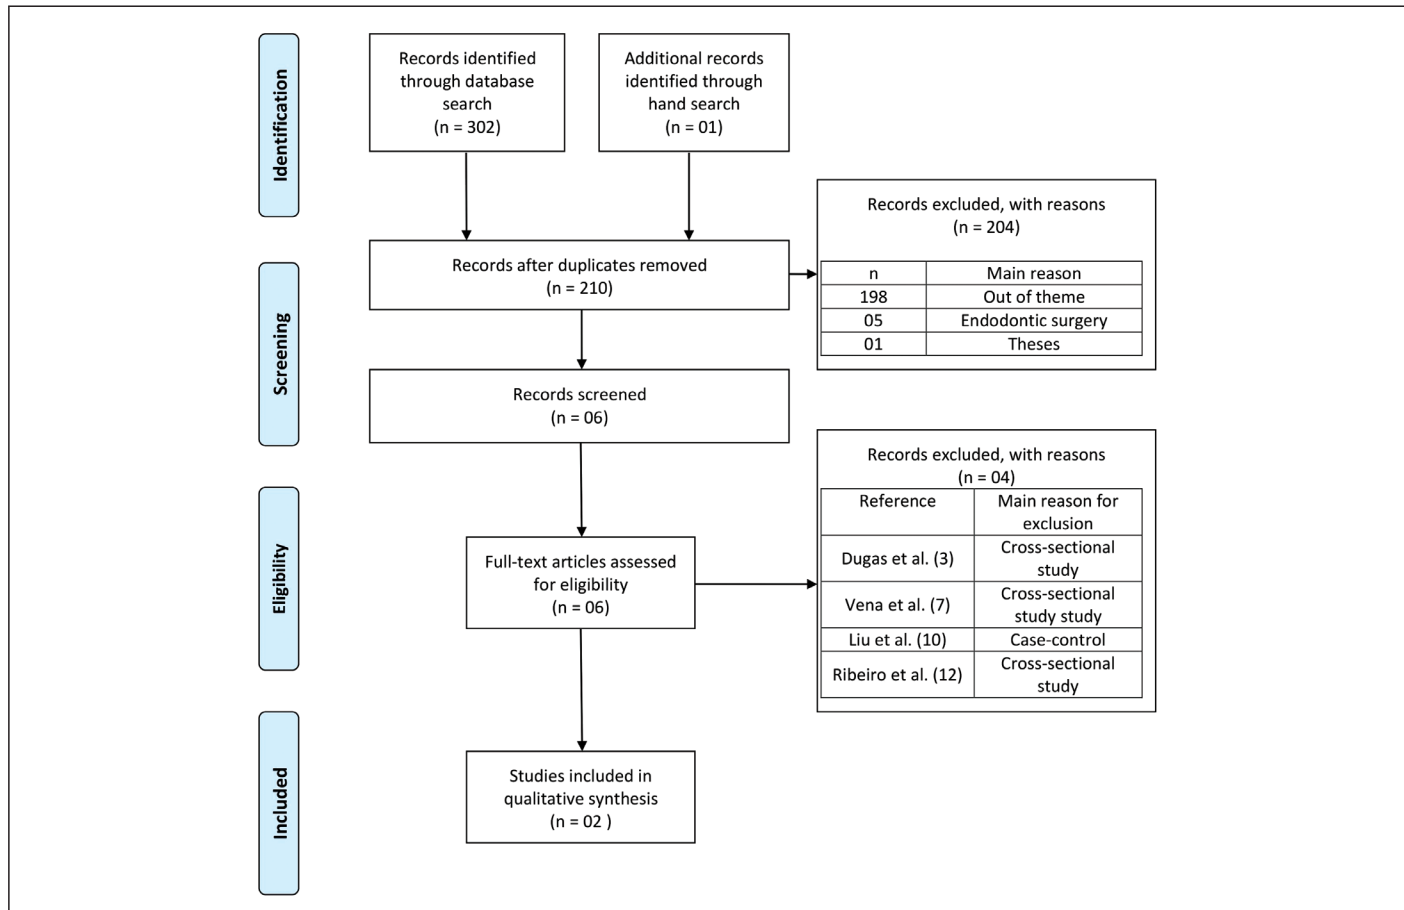 Identification
Records identified
through database
search
(n = 302)
Additional records
identified through
hand search
(n = 01)
Records excluded, with reasons
(n = 204)
n Main reason
198 Out of theme
05 Endodontic surgery
01 Theses
Screening
Records after duplicates removed
(n = 210)
Records screened
(n = 06)
Eligibility
Full-text articles assessed
for eligibility
(n = 06)
Records excluded, with reasons
(n = 04)
Reference Main reason for
exclusion
Dugas et al. (3) Cross-sectional
study
Vena et al. (7) Cross-sectional
study study
Liu et al. (10) Case-control
Ribeiro et al. (12) Cross-sectional
study
Included
Studies included in
qualitative synthesis
(n = 02 )